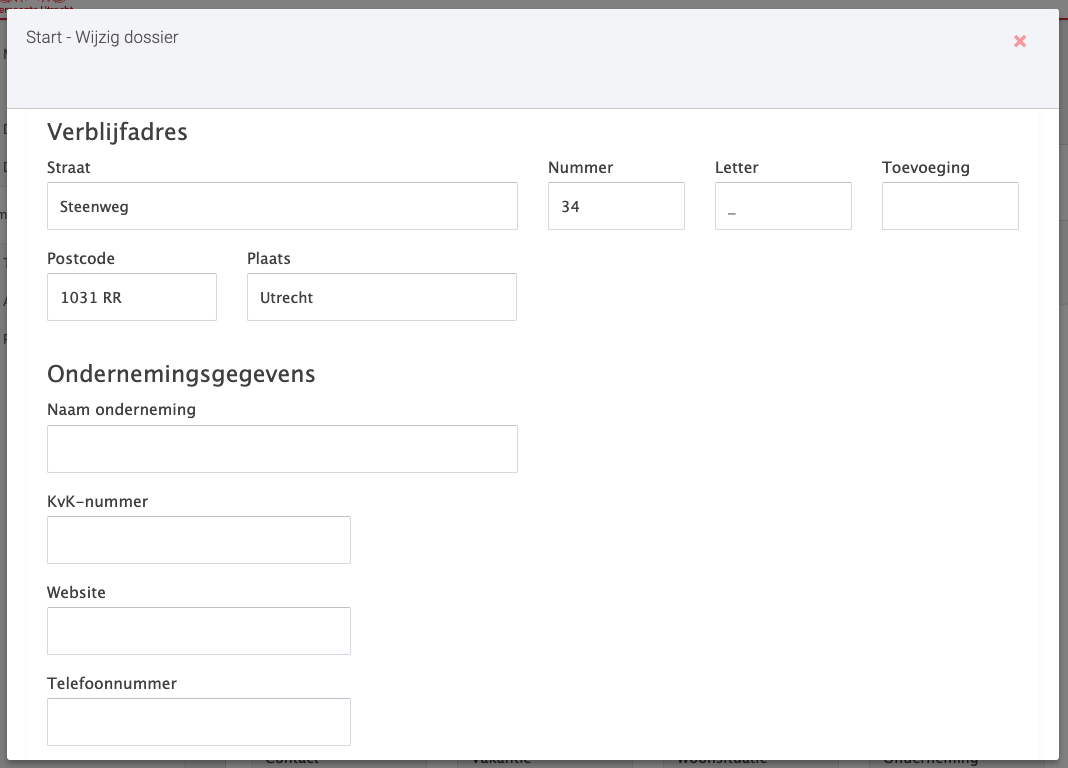 Start - Wijzig dossier
Verblijfadres
Straat Nummer Letter Toevoeging
Steenweg 34 _
Postcode Plaats
1031 RR Utrecht
Ondernemingsgegevens
Naam onderneming
KvK-nummer
Website
Telefoonnummer